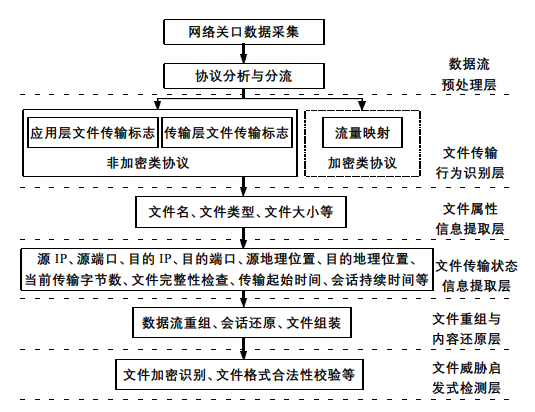 网络关口数据采集
协议分析与分流
数据流
预处理层
应用层文件传输标志
传输层文件传输标志
非加密类协议
流量映射
加密类协议
文件传输
行为识别层
文件名、文件类型、文件大小等
文件属性
信息提取层
源 IP、源端口、目的 IP、目的端口、源地理位置、目的地理位置、
当前传输字节数、文件完整性检查、传输起始时间、会话持续时间等
文件传输状态
信息提取层
数据流重组、会话还原、文件组装
文件重组与
内容还原层
文件加密识别、文件格式合法性校验等
文件威胁启
发式检测层